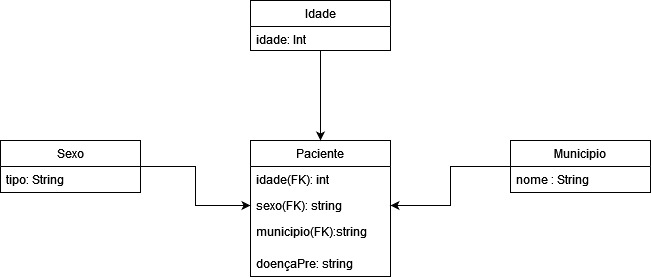 Idade
idade: Int
Sexo
tipo: String
Paciente
idade(FK): int
sexo(FK): string
municipio(FK):string
doençaPre: string
Municipio
nome : String